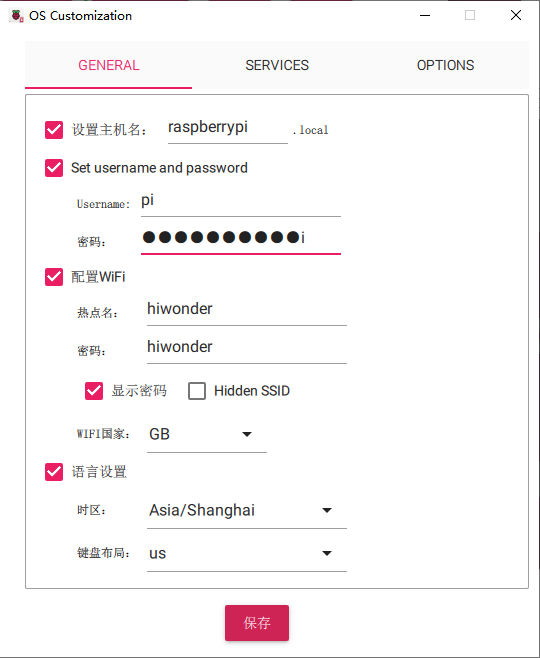 OS Customization
GENERAL SERVICES OPTIONS
设置主机名： raspberrypi .local
Set username and password
Username: pi
密码： ●●●●●●●●●●i
配置WiFi
热点名： hiwonder
密码： hiwonder
显示密码 Hidden SSID
WIFI国家： GB
语言设置
时区： Asia/Shanghai
键盘布局： us
保存